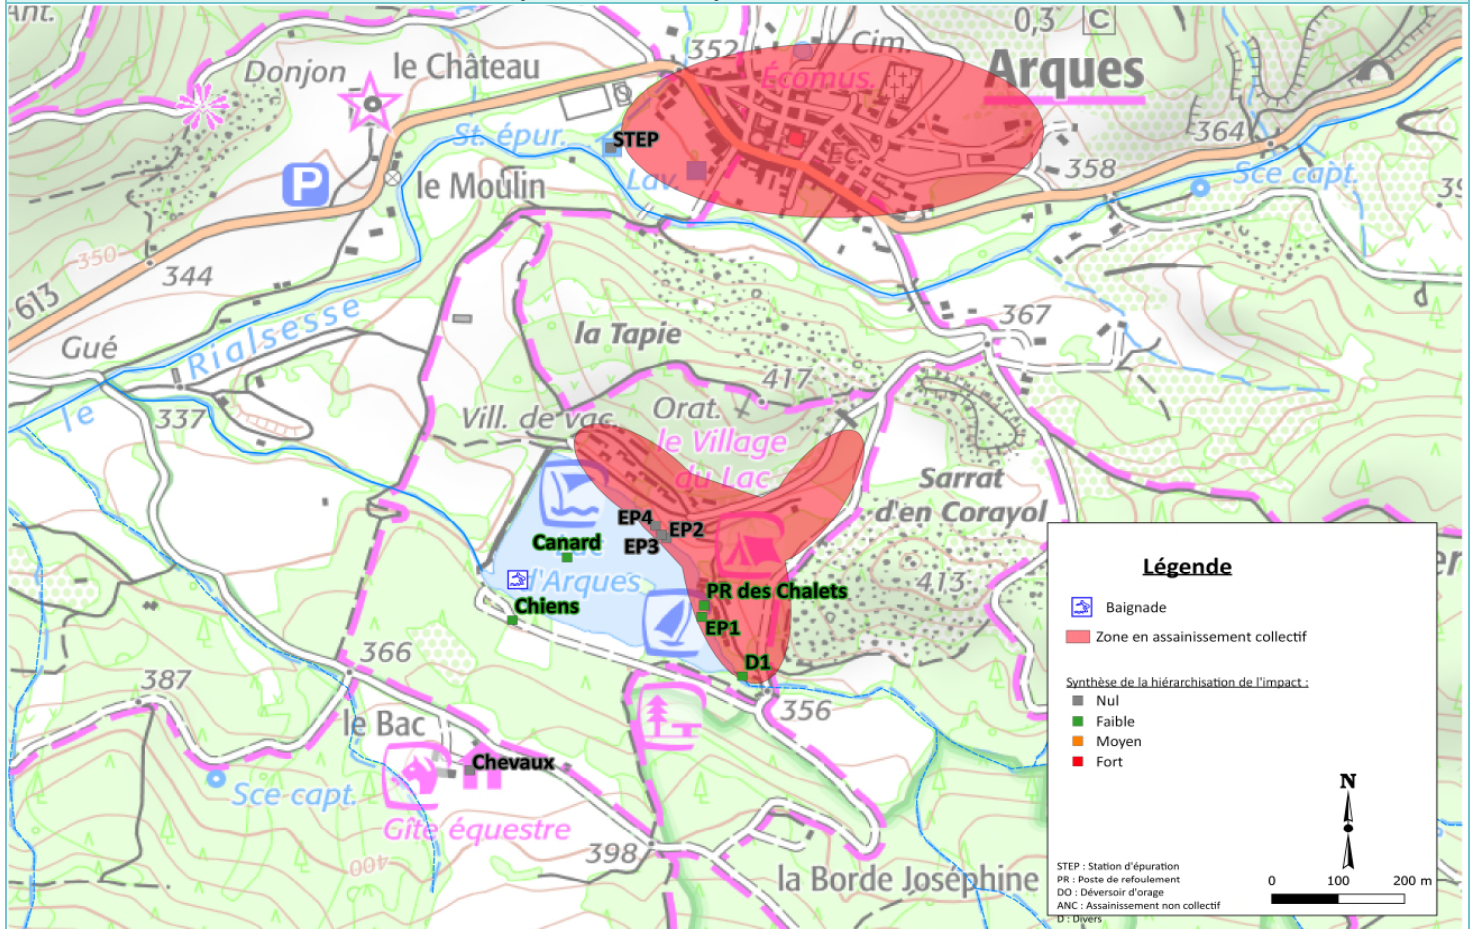 Ant.
352
Cim.
0,3 C
Donjon
le Château
Écomus.
Arques
St. épur.
STEP
364
Éc.
358
Sce capt.
le Moulin
Lav.
P
350
344
613
Rialsesse
367
Gué
la Tapie
417
le
337
Vill. de vac.
Orat.
le Village
du Lac
Sarrat
d'en Corayol
EP4
EP2
EP3
Canard
d'Arques
413
PR des Chalets
Chiens
EP1
366
D1
387
356
le Bac
Chevaux
Sce capt.
Gîte équestre
398
400
la Borde Joséphine
Légende
Baignade
Zone en assainissement collectif
Synthèse de la hiérarchisation de l'impact :
Nul
Faible
Moyen
Fort
N
STEP : Station d'épuration
PR : Poste de refoulement
DO : Déversoir d'orage
ANC : Assainissement non collectif
D : Divers
0 100 200 m